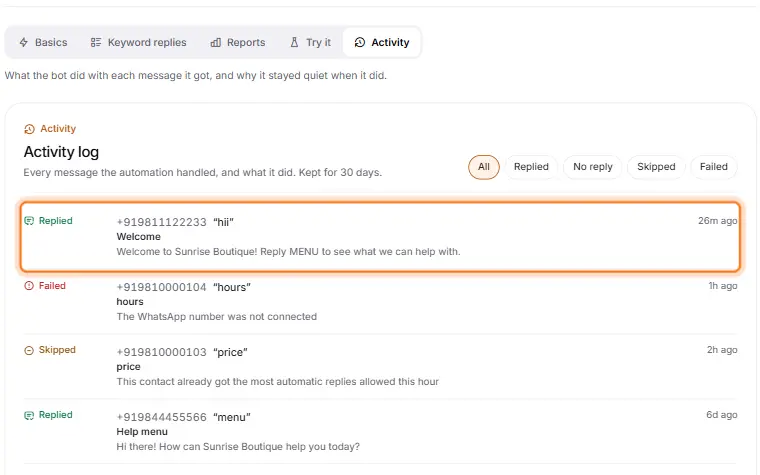 Basics Keyword replies Reports Try it Activity
What the bot did with each message it got, and why it stayed quiet when it did.
Activity
Activity log
Every message the automation handled, and what it did. Kept for 30 days.
All Replied No reply Skipped Failed
Replied +919811122233 “hii” 26m ago
Welcome
Welcome to Sunrise Boutique! Reply MENU to see what we can help with.
Failed +919810000104 “hours” 1h ago
hours
The WhatsApp number was not connected
Skipped +919810000103 “price” 2h ago
price
This contact already got the most automatic replies allowed this hour
Replied +919844455566 “menu” 6d ago
Help menu
Hi there! How can Sunrise Boutique help you today?